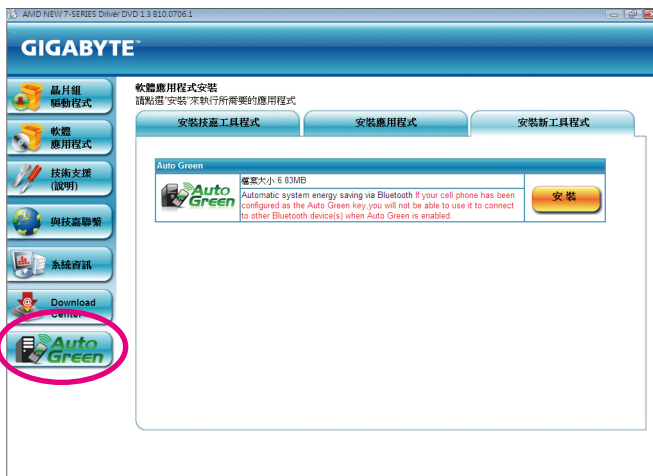 AMD NEW 7-SERIES Driver DVD 1.3 B10.0706.1
GIGABYTE™
晶片組
驅動程式
軟體
應用程式
技術支援
(說明)
與技嘉聯繫
系統資訊
Download
Center
Auto
Green
軟體應用程式安裝
請點選"安裝"來執行所需要的應用程式
安裝技嘉工具程式
安裝應用程式
安裝新工具程式
Auto Green
Auto
Green
檔案大小:6.83MB
Automatic system energy saving via Bluetooth If your cell phone has been
configured as the Auto Green key,you will not be able to use it to connect
to other Bluetooth device(s) when Auto Green is enabled.
安裝